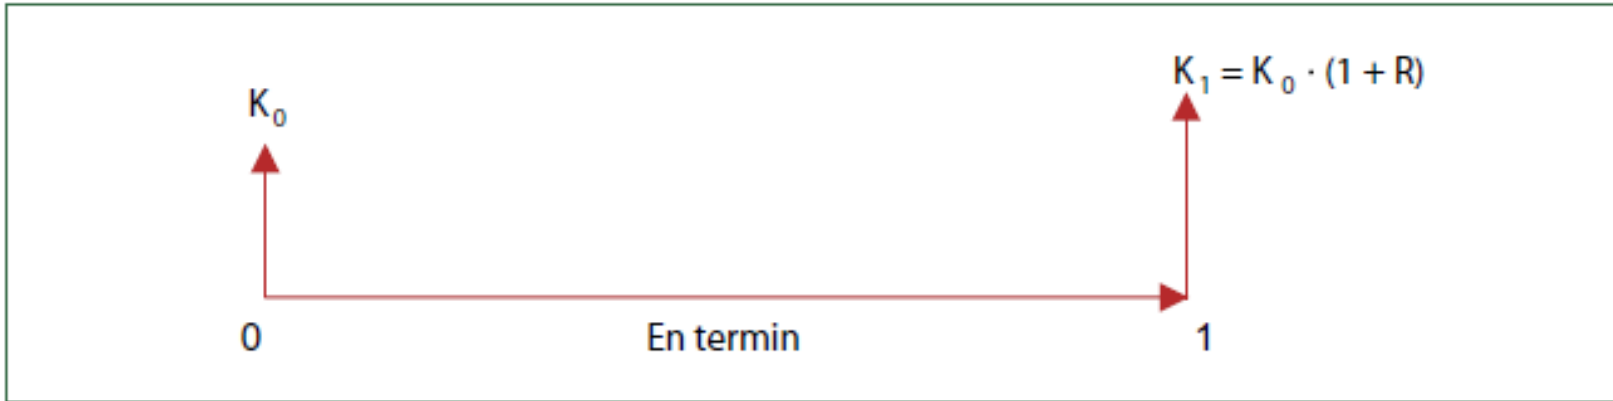 K₁ = K₀ · (1 + R)
K₀
0 En termin 1